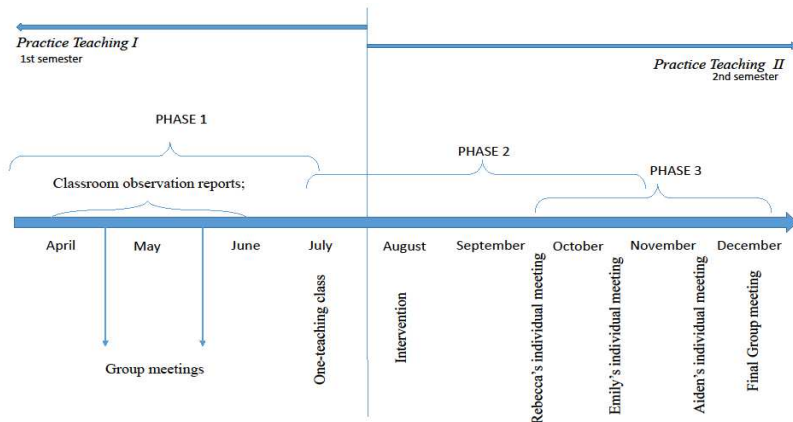 Practice Teaching I
1st semester
Practice Teaching II
2nd semester
PHASE 1
PHASE 2
PHASE 3
Classroom observation reports;
April
May
June
July
August
September
October
November
December
Group meetings
One-teaching class
Intervention
Rebecca's individual meeting
Emily's individual meeting
Aiden's individual meeting
Final Group meeting